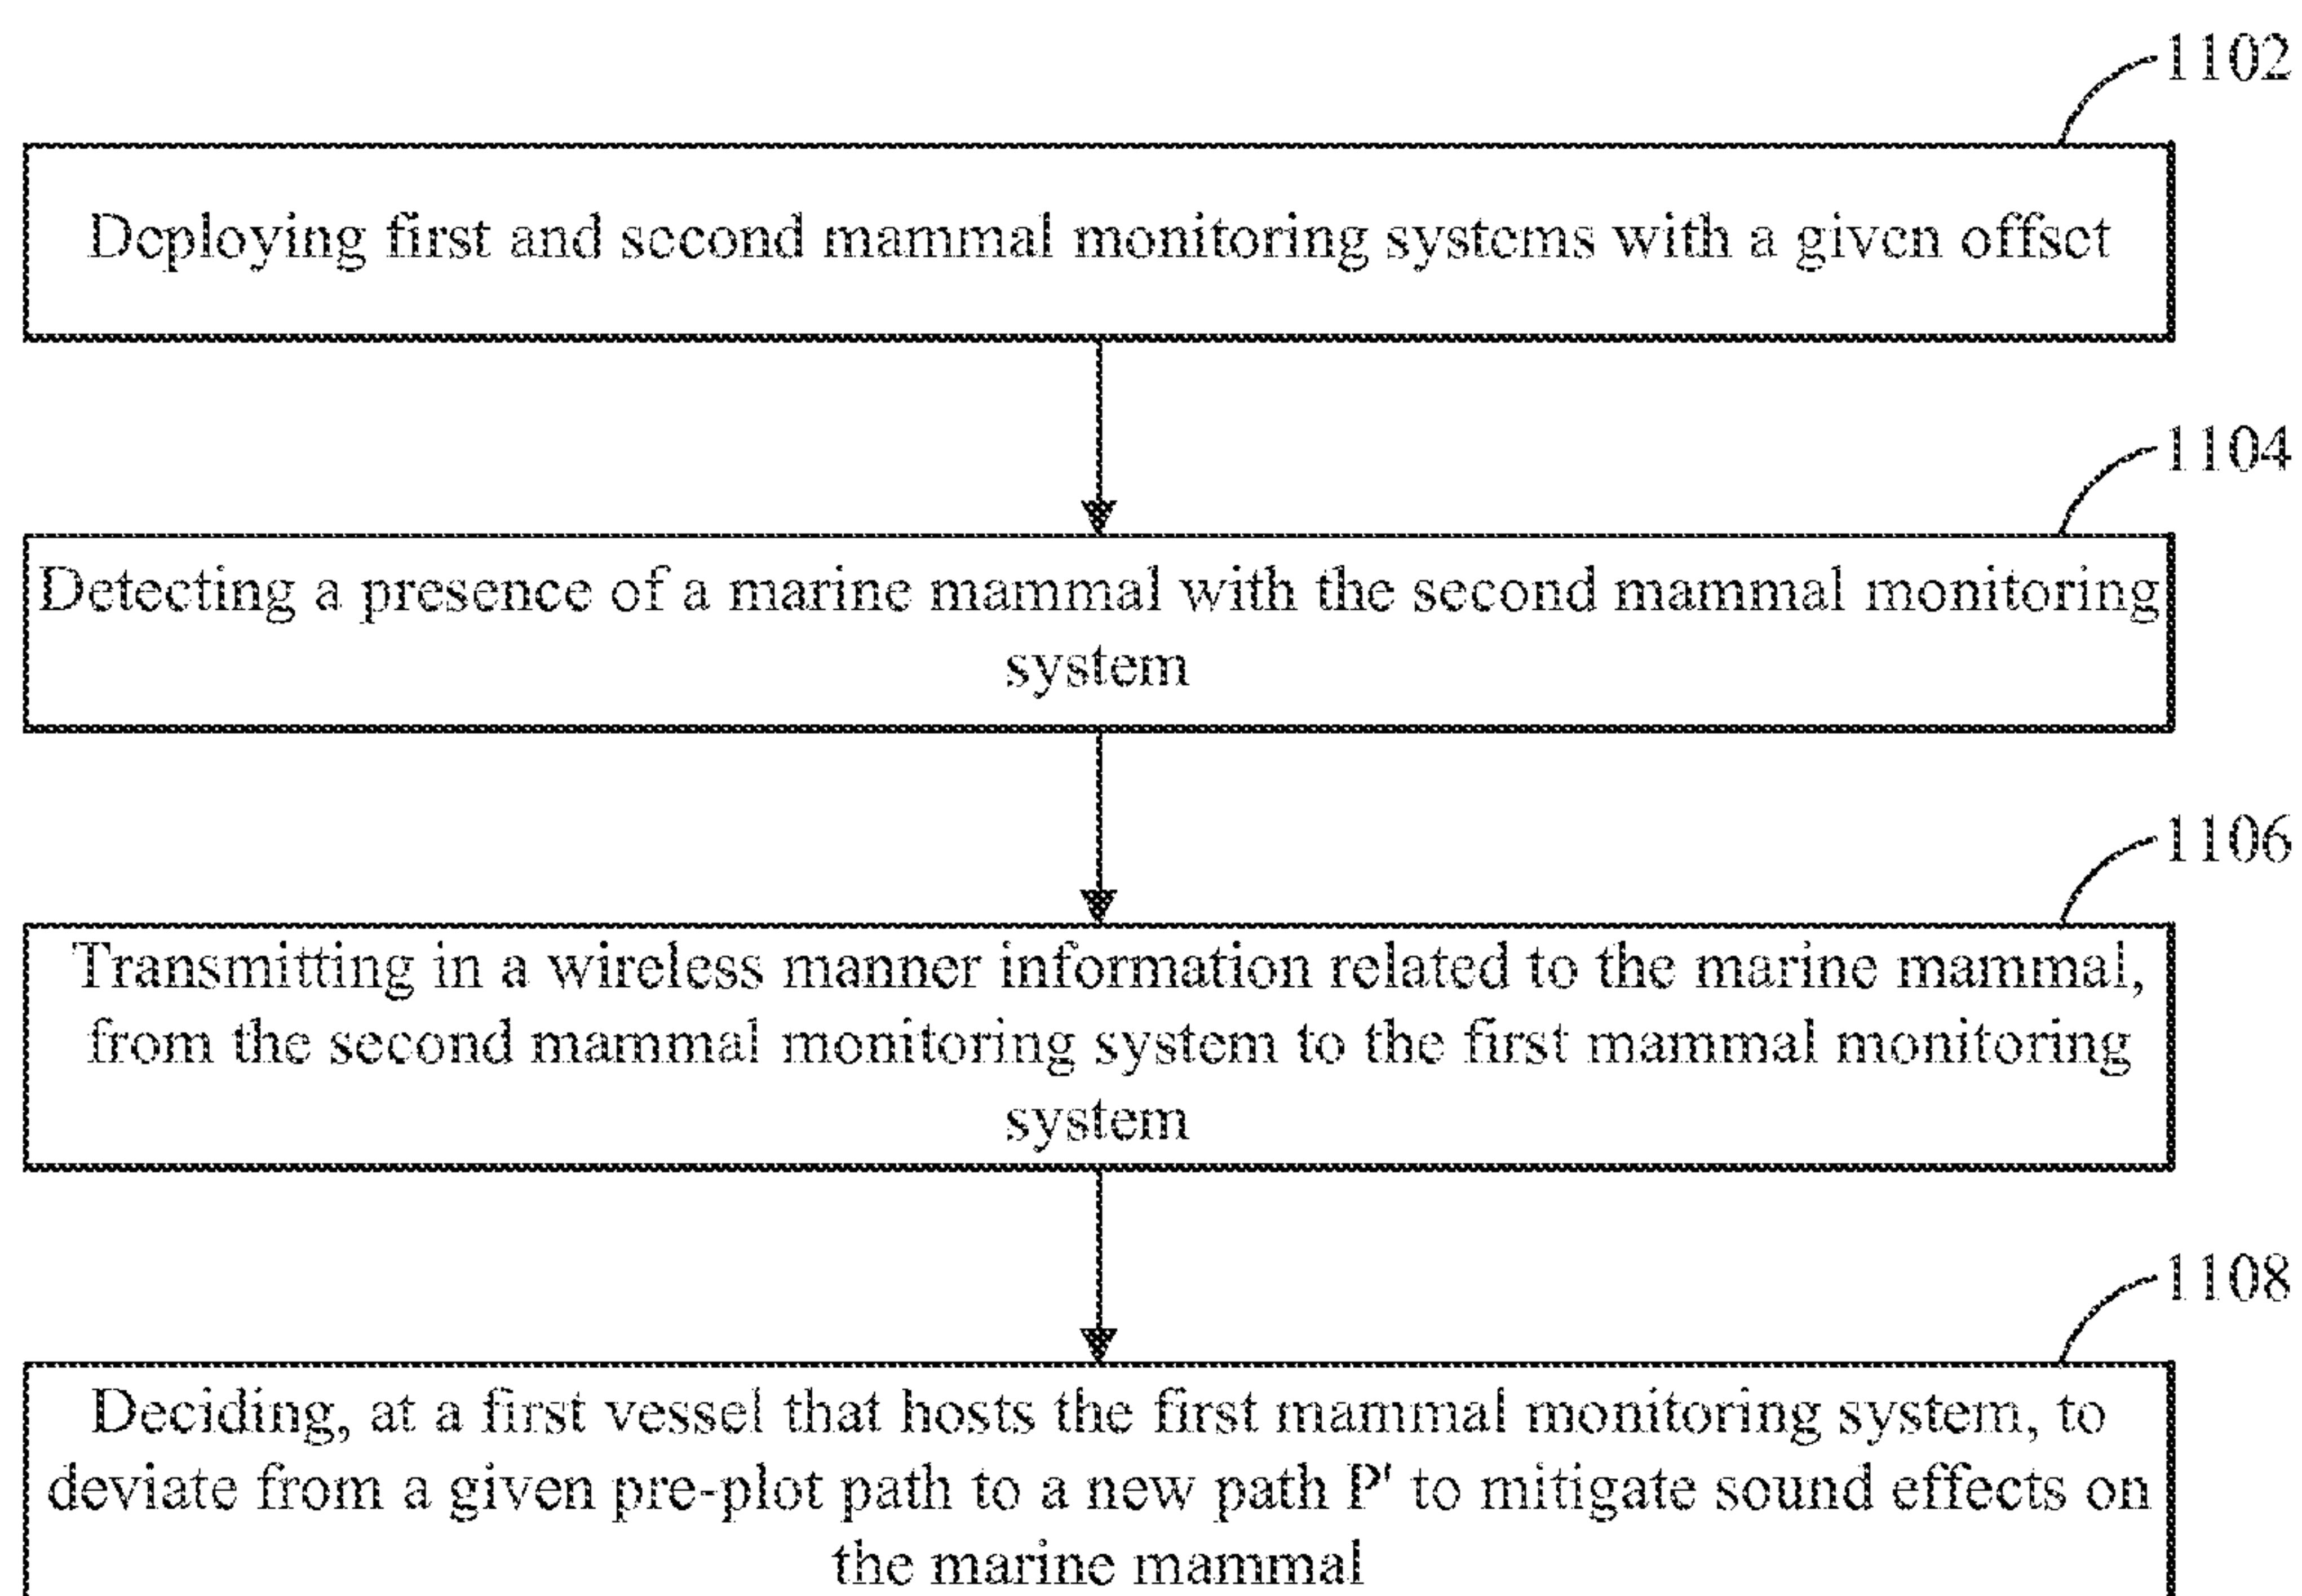 1102
Deploying first and second mammal monitoring systems with a given offset
1104
Detecting a presence of a marine mammal with the second mammal monitoring
system
1106
Transmitting in a wireless manner information related to the marine mammal,
from the second mammal monitoring system to the first mammal monitoring
system
1108
Deciding, at a first vessel that hosts the first mammal monitoring system, to
deviate from a given pre-plot path to a new path P' to mitigate sound effects on
the marine mammal